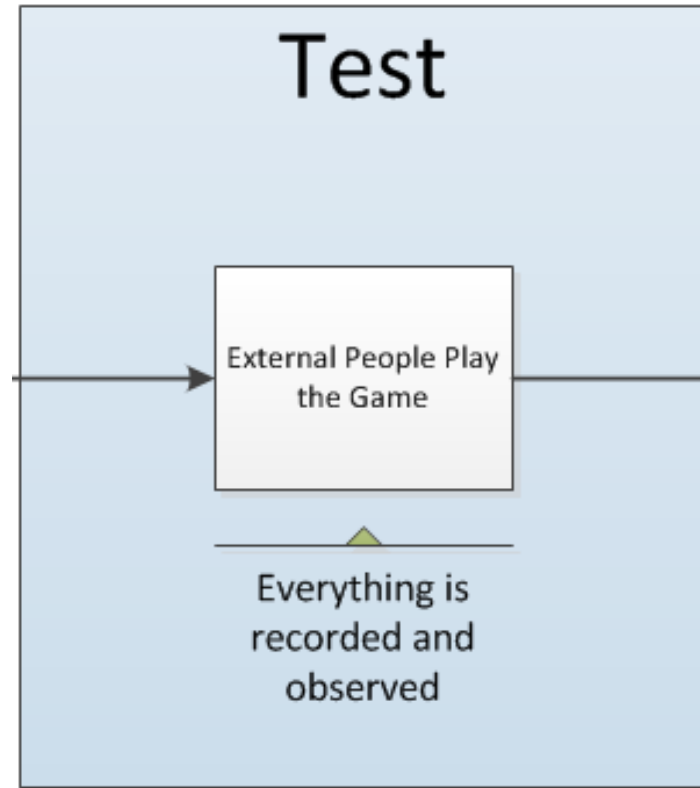 Test
External People Play
the Game
Everything is
recorded and
observed